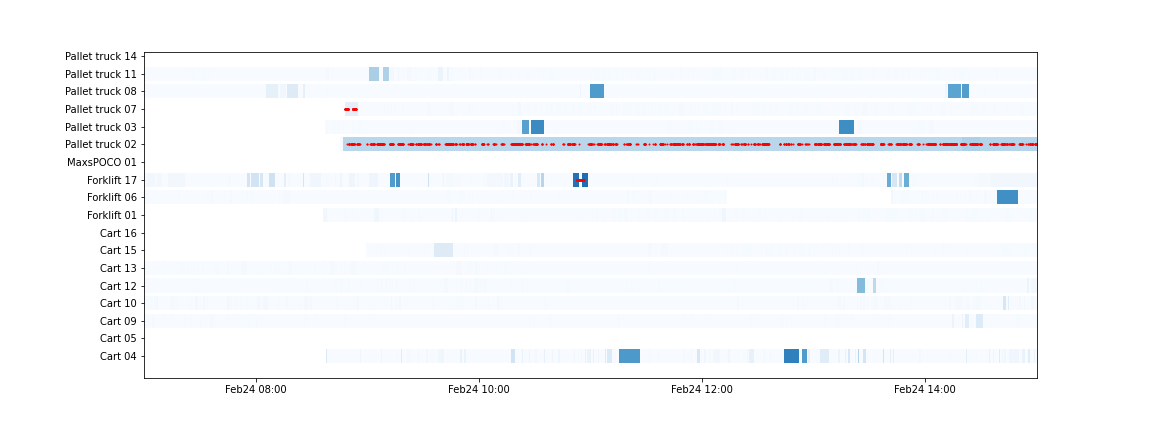 Pallet truck 14
Pallet truck 11
Pallet truck 08
Pallet truck 07
Pallet truck 03
Pallet truck 02
MaxsPOCO 01
Forklift 17
Forklift 06
Forklift 01
Cart 16
Cart 15
Cart 13
Cart 12
Cart 10
Cart 09
Cart 05
Cart 04
Feb24 08:00 Feb24 10:00 Feb24 12:00 Feb24 14:00